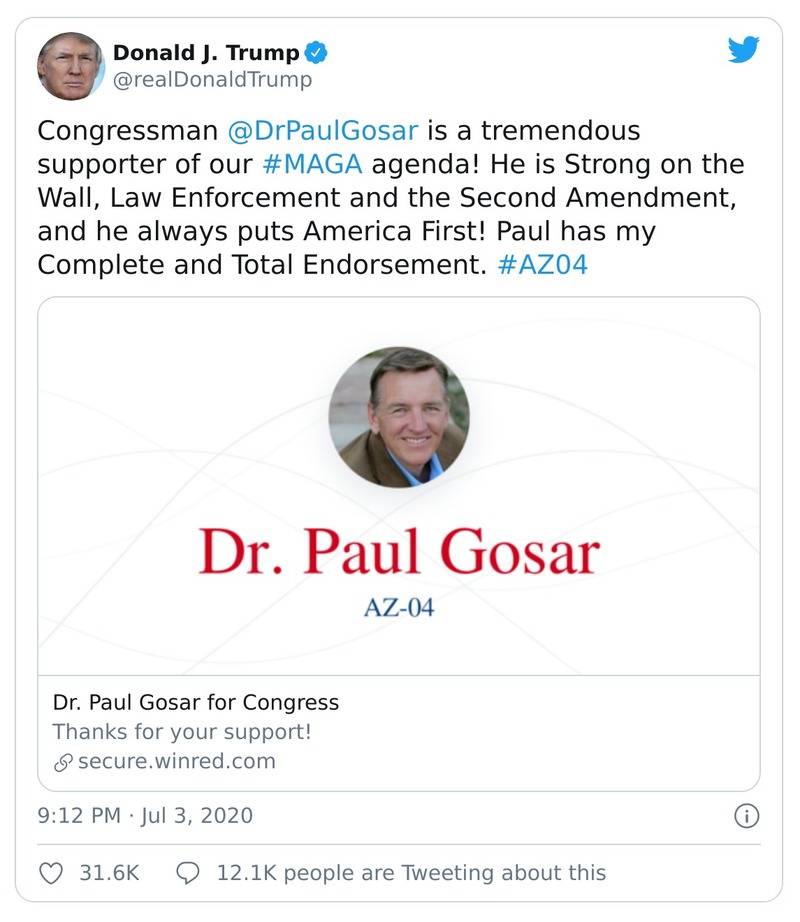 Donald J. Trump
@realDonaldTrump
Congressman @DrPaulGosar is a tremendous
supporter of our #MAGA agenda! He is Strong on the
Wall, Law Enforcement and the Second Amendment,
and he always puts America First! Paul has my
Complete and Total Endorsement. #AZ04
Dr. Paul Gosar
AZ-04
Dr. Paul Gosar for Congress
Thanks for your support!
secure.winred.com
9:12 PM · Jul 3, 2020
31.6K 12.1K people are Tweeting about this